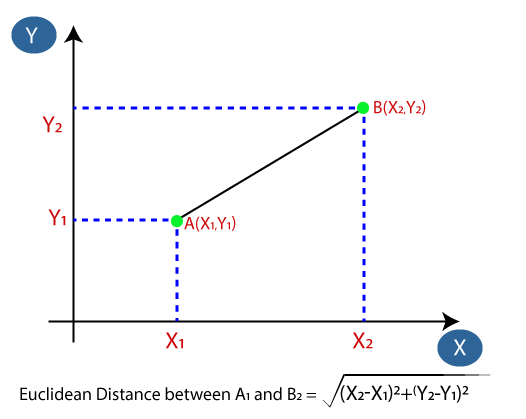 Y
Y₂
B(X₂,Y₂)
Y₁
A(X₁,Y₁)
X₁
X₂
X
Euclidean Distance between A₁ and B₂ = √(X₂-X₁)²+(Y₂-Y₁)²